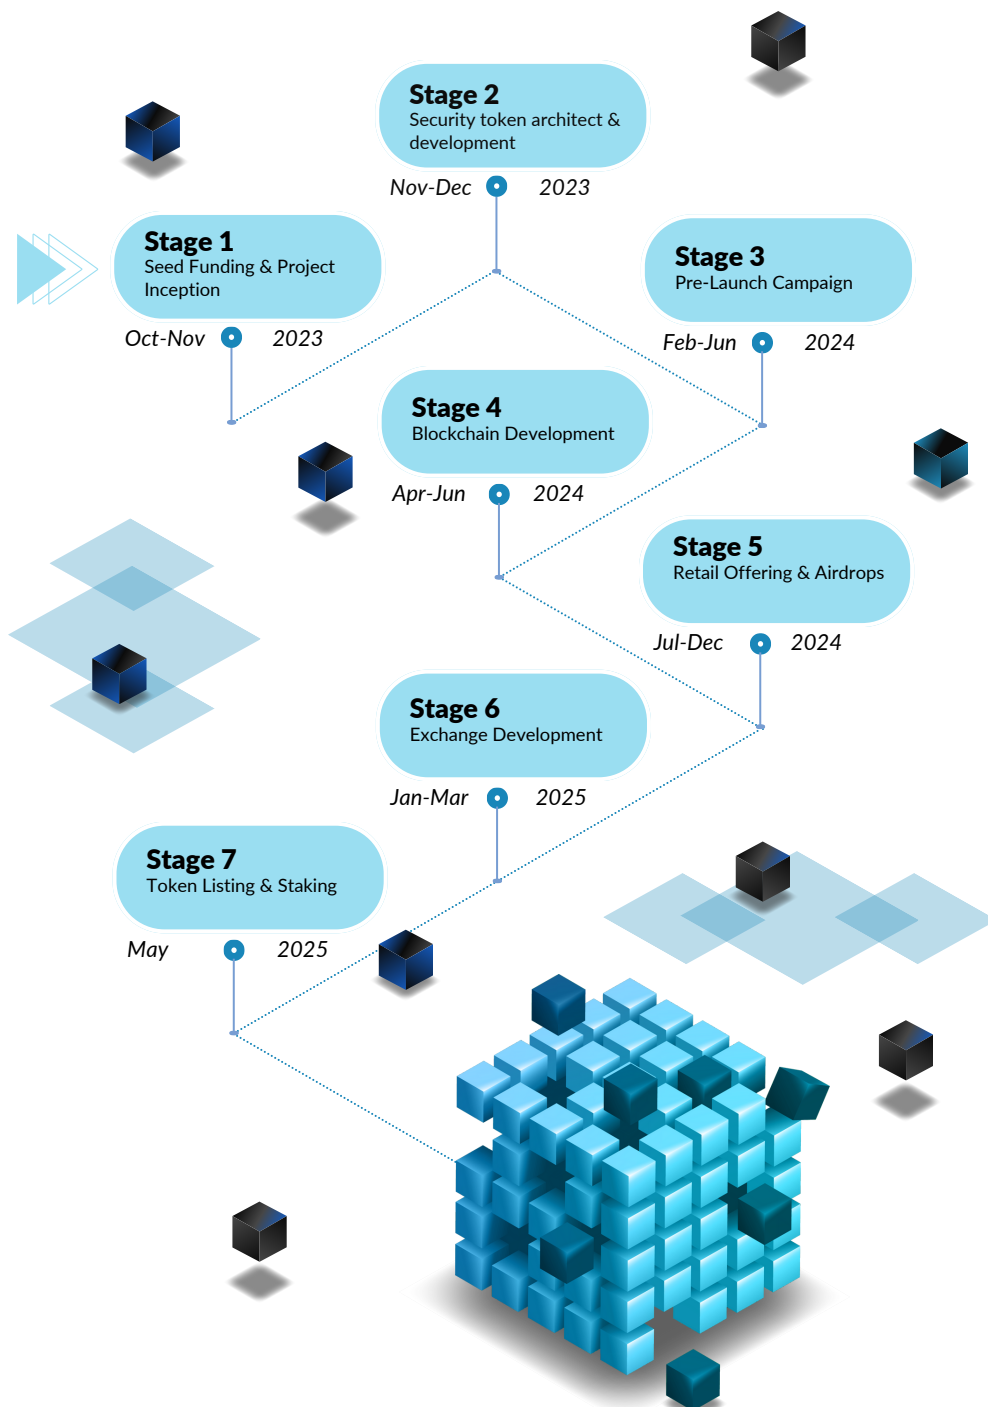 Stage 1
Seed Funding & Project
Inception
Oct-Nov 2023
Stage 2
Security token architect &
development
Nov-Dec 2023
Stage 3
Pre-Launch Campaign
Feb-Jun 2024
Stage 4
Blockchain Development
Apr-Jun 2024
Stage 5
Retail Offering & Airdrops
Jul-Dec 2024
Stage 6
Exchange Development
Jan-Mar 2025
Stage 7
Token Listing & Staking
May 2025